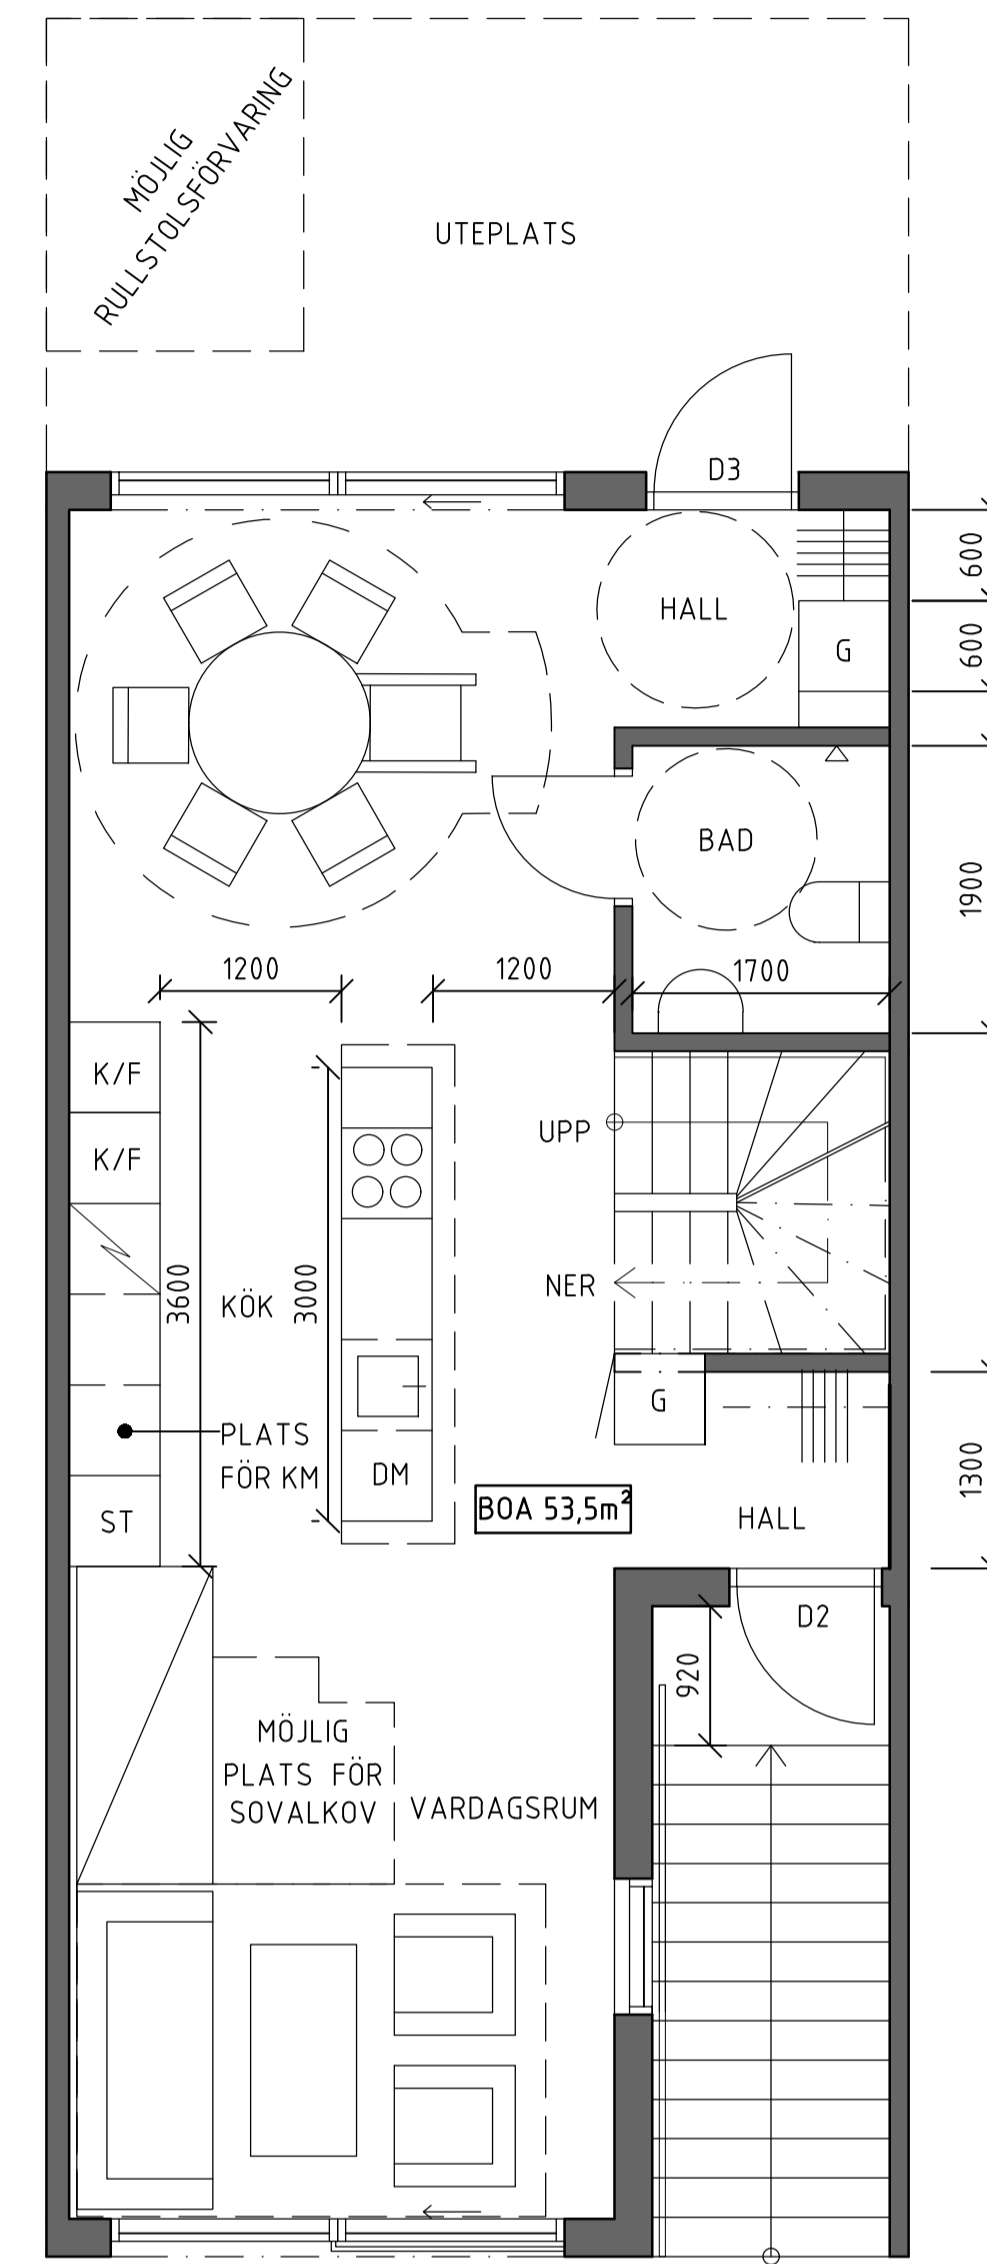 MÖJLIG
RULLSTOLSFÖRVARING
UTEPLATS
D3
600
HALL
600
G
BAD
1900
1200
1200
1700
K/F
UPP
K/F
NER
3600
KÖK
3000
G
PLATS
FÖR KM
DM
1300
BOA 53,5m²
HALL
ST
D2
920
MÖJLIG
PLATS FÖR
SOVALKOV
VARDAGSRUM